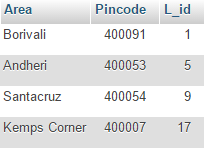 Area Pincode L_id
Borivali 400091 1
Andheri 400053 5
Santacruz 400054 9
Kemps Corner 400007 17